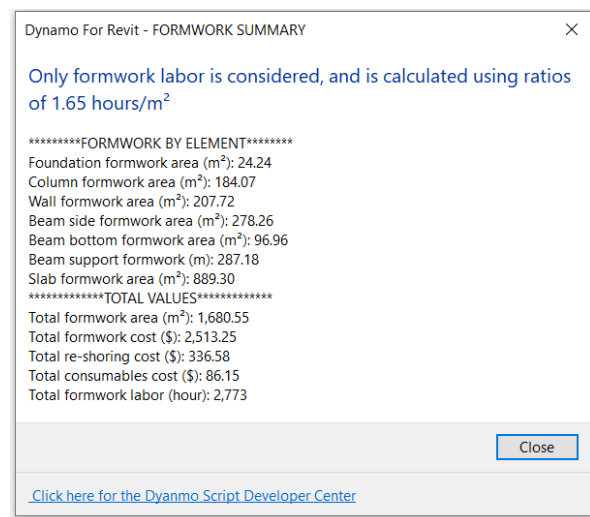 Dynamo For Revit - FORMWORK SUMMARY
Only formwork labor is considered, and is calculated using ratios
of 1.65 hours/m²
*********FORMWORK BY ELEMENT********
Foundation formwork area (m²): 24.24
Column formwork area (m²): 184.07
Wall formwork area (m²): 207.72
Beam side formwork area (m²): 278.26
Beam bottom formwork area (m²): 96.96
Beam support formwork (m): 287.18
Slab formwork area (m²): 889.30
*************TOTAL VALUES*************
Total formwork area (m²): 1,680.55
Total formwork cost ($): 2,513.25
Total re-shoring cost ($): 336.58
Total consumables cost ($): 86.15
Total formwork labor (hour): 2,773
Close
Click here for the Dyanmo Script Developer Center